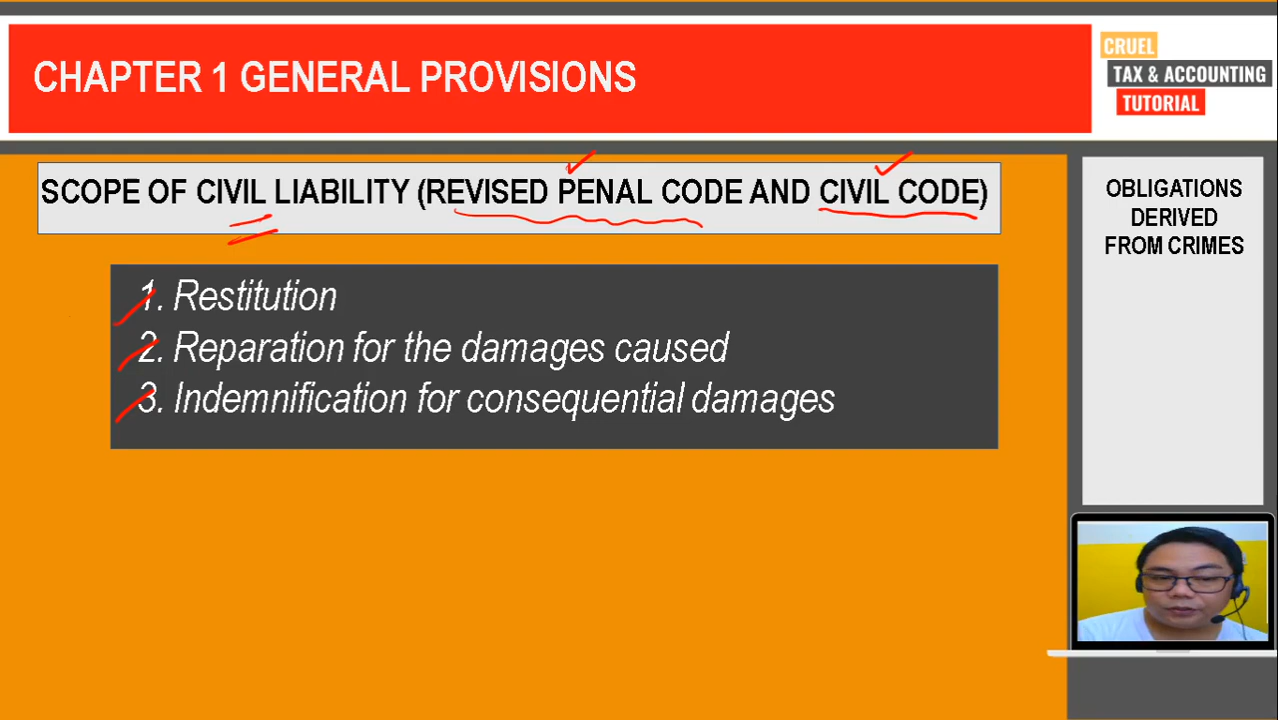 CHAPTER 1 GENERAL PROVISIONS
CRUEL
TAX & ACCOUNTING
TUTORIAL
SCOPE OF CIVIL LIABILITY (REVISED PENAL CODE AND CIVIL CODE)
1. Restitution
2. Reparation for the damages caused
3. Indemnification for consequential damages
OBLIGATIONS
DERIVED
FROM CRIMES